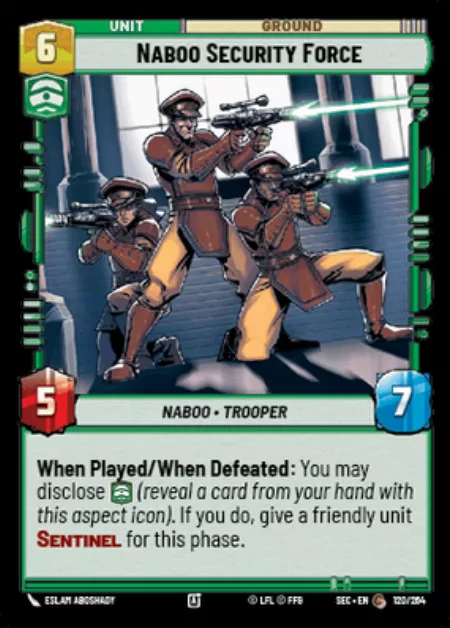 UNIT
GROUND
6
NABOO SECURITY FORCE
5
NABOO • TROOPER
7
When Played/When Defeated: You may
disclose (reveal a card from your hand with
this aspect icon). If you do, give a friendly unit
SENTINEL for this phase.
ESLAM ABOSHADY
LFL FFG
SEC • EN
120/264